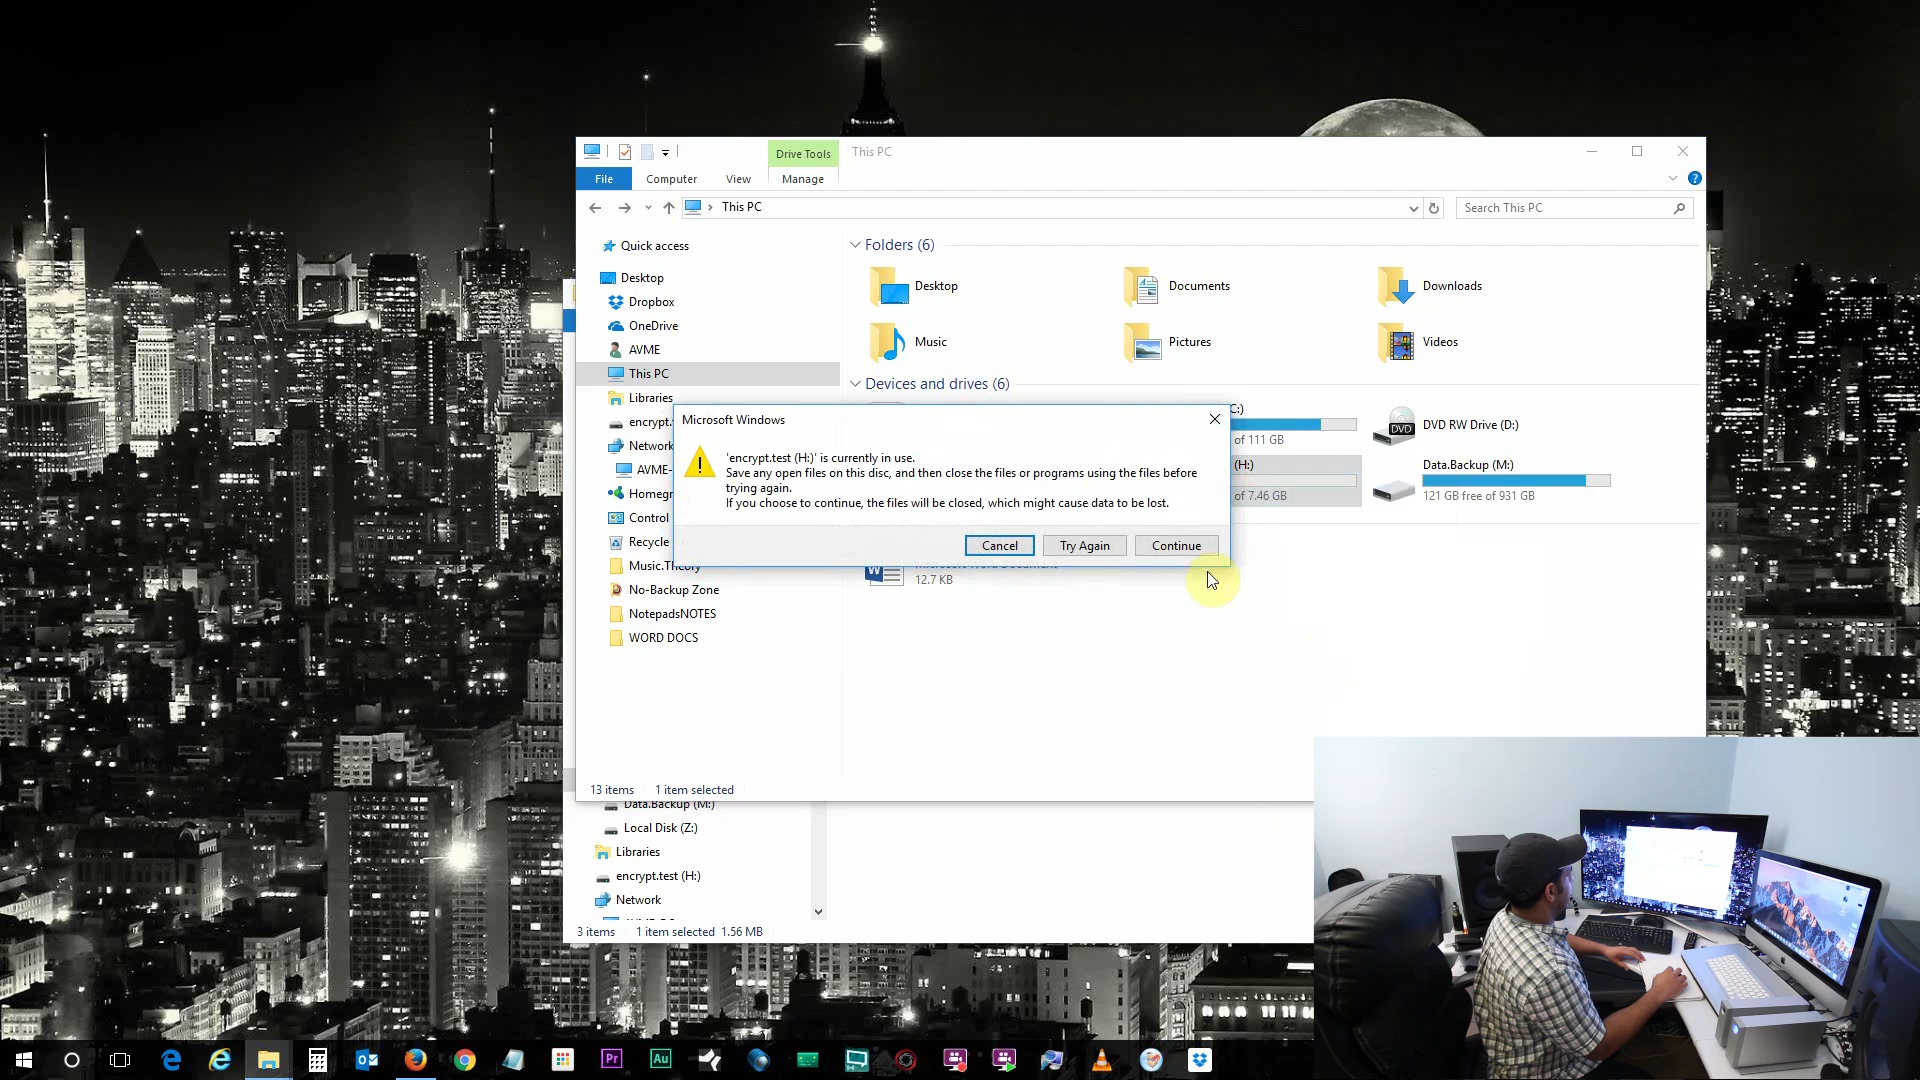 Drive Tools
This PC
File
Computer
View
Manage
This PC
Search This PC
Quick access
Desktop
Dropbox
OneDrive
AVME
This PC
Libraries
encrypt.
Network
AVME-
Homegr
Control
Recycle
Music.Theory
No-Backup Zone
NotepadsNOTES
WORD DOCS
Folders (6)
Desktop
Documents
Downloads
Music
Pictures
Videos
Devices and drives (6)
C:)
of 111 GB
DVD
DVD RW Drive (D:)
(H:)
of 7.46 GB
Data.Backup (M:)
121 GB free of 931 GB
Microsoft Word Document
12.7 KB
Microsoft Windows
'encrypt.test (H:)' is currently in use.
Save any open files on this disc, and then close the files or programs using the files before
trying again.
If you choose to continue, the files will be closed, which might cause data to be lost.
Cancel
Try Again
Continue
13 items
1 item selected
Data.Backup (M:)
Local Disk (Z:)
Libraries
encrypt.test (H:)
Network
3 items
1 item selected 1.56 MB
Pr
Au